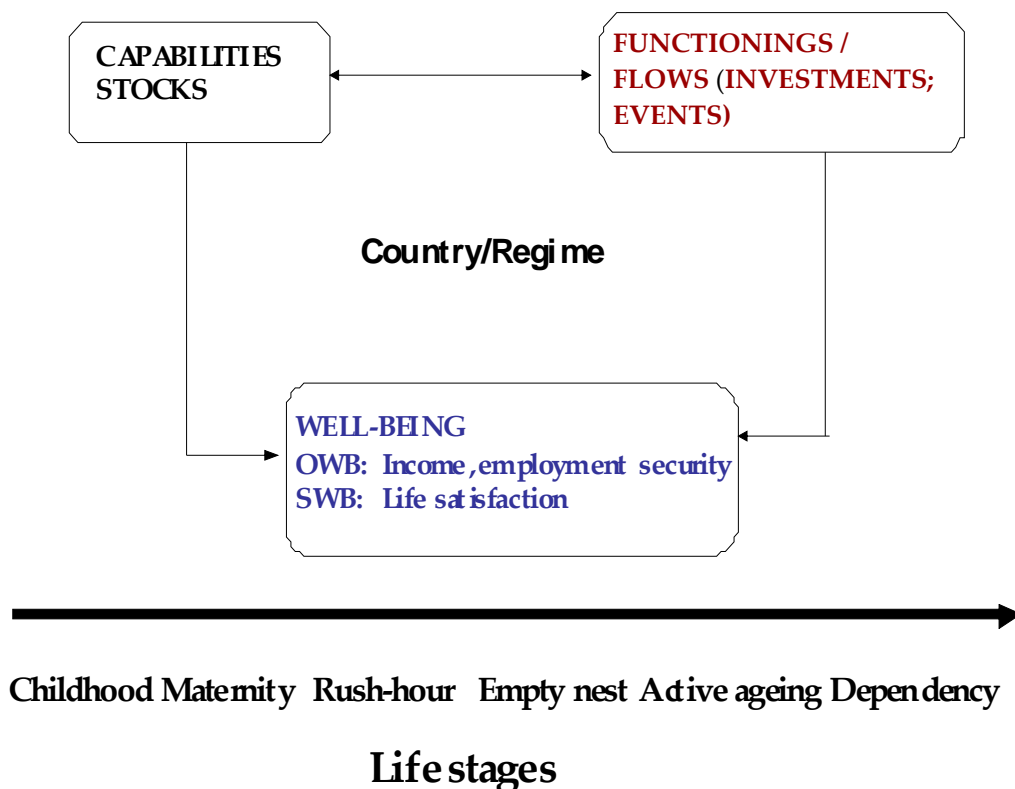 CAPABILITIES
STOCKS
FUNCTIONINGS /
FLOWS (INVESTMENTS;
EVENTS)
Country/Regime
WELL-BEING
OWB: Income, employment security
SWB: Life satisfaction
Childhood Maternity Rush-hour Empty nest Active ageing Dependency
Life stages